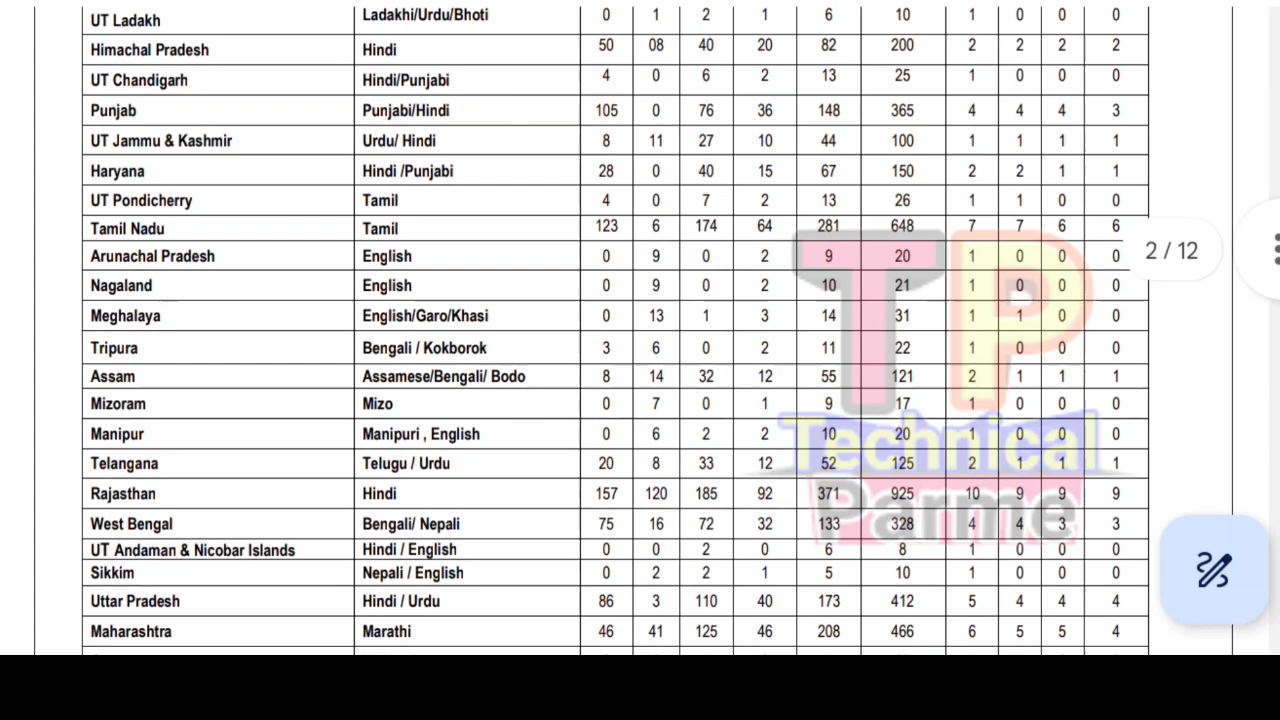 UT Ladakh Ladakhi/Urdu/Bhoti 0 1 2 1 6 10 1 0 0 0
Himachal Pradesh Hindi 50 08 40 20 82 200 2 2 2 2
UT Chandigarh Hindi/Punjabi 4 0 6 2 13 25 1 0 0 0
Punjab Punjabi/Hindi 105 0 76 36 148 365 4 4 4 3
UT Jammu & Kashmir Urdu/ Hindi 8 11 27 10 44 100 1 1 1 1
Haryana Hindi /Punjabi 28 0 40 15 67 150 2 2 1 1
UT Pondicherry Tamil 4 0 7 2 13 26 1 1 0 0
Tamil Nadu Tamil 123 6 174 64 281 648 7 7 6 6
Arunachal Pradesh English 0 9 0 2 9 20 1 0 0 0
2 / 12
Nagaland English 0 9 0 2 10 21 1 0 0 0
Meghalaya English/Garo/Khasi 0 13 1 3 14 31 1 1 0 0
Tripura Bengali / Kokborok 3 6 0 2 11 22 1 0 0 0
Assam Assamese/Bengali/ Bodo 8 14 32 12 55 121 2 1 1 1
Mizoram Mizo 0 7 0 1 9 17 1 0 0 0
Manipur Manipuri , English 0 6 2 2 10 20 1 0 0 0
Telangana Telugu / Urdu 20 8 33 12 52 125 2 1 1 1
Rajasthan Hindi 157 120 185 92 371 925 10 9 9 9
West Bengal Bengali/ Nepali 75 16 72 32 133 328 4 4 3 3
UT Andaman & Nicobar Islands Hindi / English 0 0 2 0 6 8 1 0 0 0
Sikkim Nepali / English 0 2 2 1 5 10 1 0 0 0
Uttar Pradesh Hindi / Urdu 86 3 110 40 173 412 5 4 4 4
Maharashtra Marathi 46 41 125 46 208 466 6 5 5 4
TP
Technical
Parme